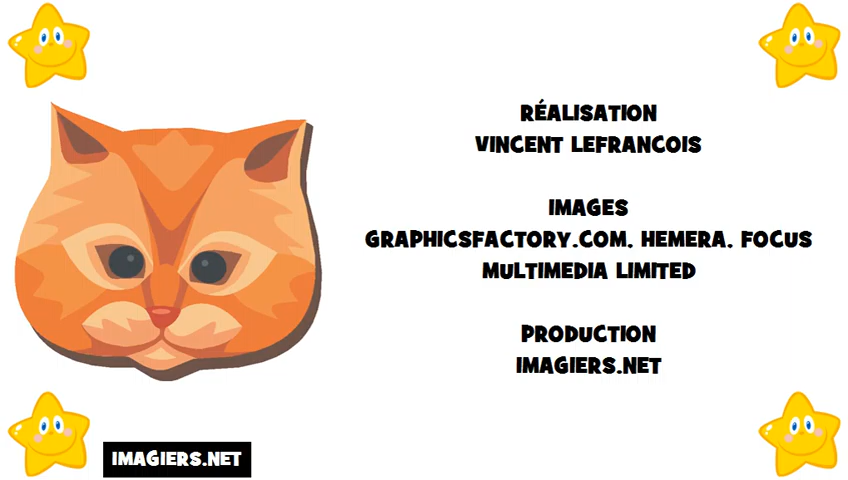 RÉALISATION
VINCENT LEFRANCOIS
IMAGES
GRAPHICSFACTORY.COM, HEMERA, FOCUS
MULTIMEDIA LIMITED
PRODUCTION
IMAGIERS.NET
IMAGIERS.NET